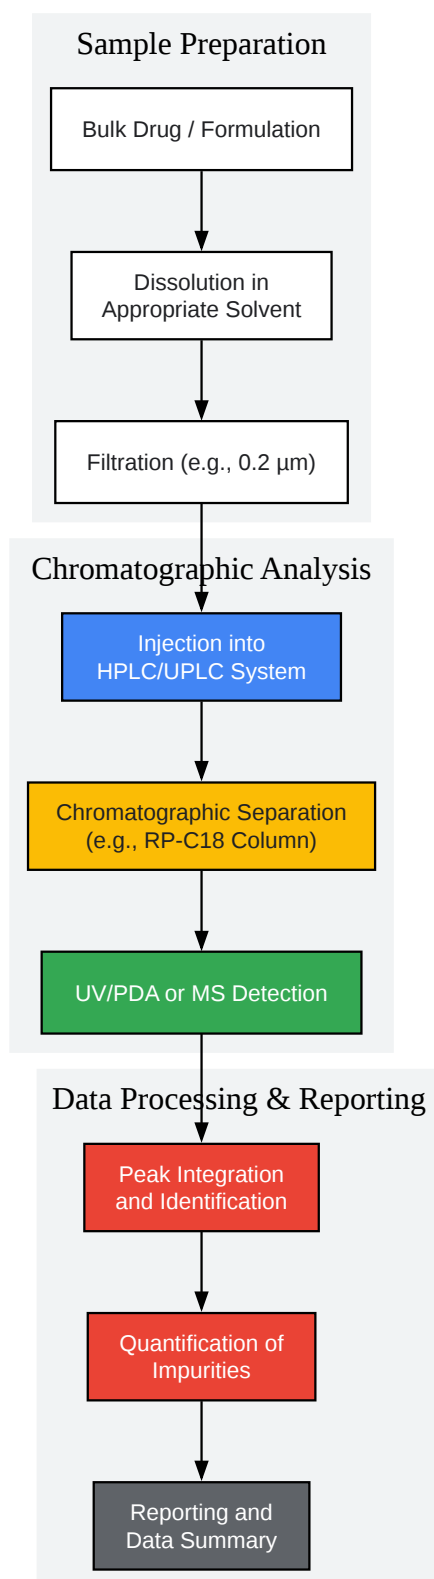 Sample Preparation
Bulk Drug / Formulation
Dissolution in
Appropriate Solvent
Filtration (e.g., 0.2 µm)
Chromatographic Analysis
Injection into
HPLC/UPLC System
Chromatographic Separation
(e.g., RP-C18 Column)
UV/PDA or MS Detection
Data Processing & Reporting
Peak Integration
and Identification
Quantification of
Impurities
Reporting and
Data Summary